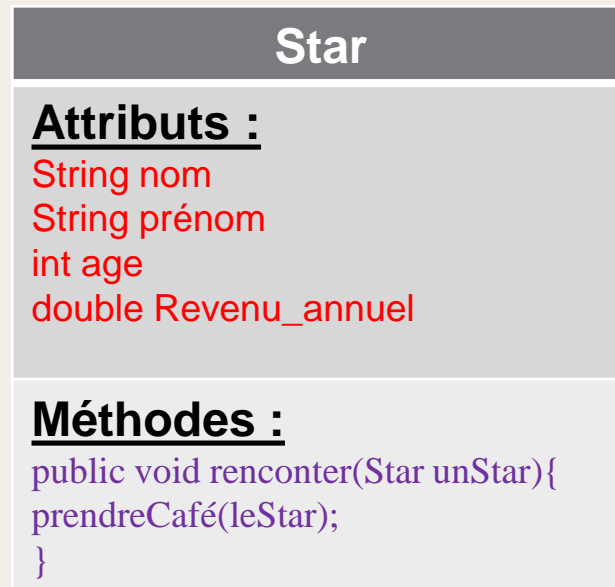 Star
Attributs :
String nom
String prénom
int age
double Revenu_annuel
Méthodes :
public void renconter(Star unStar){
prendreCafé(leStar);
}